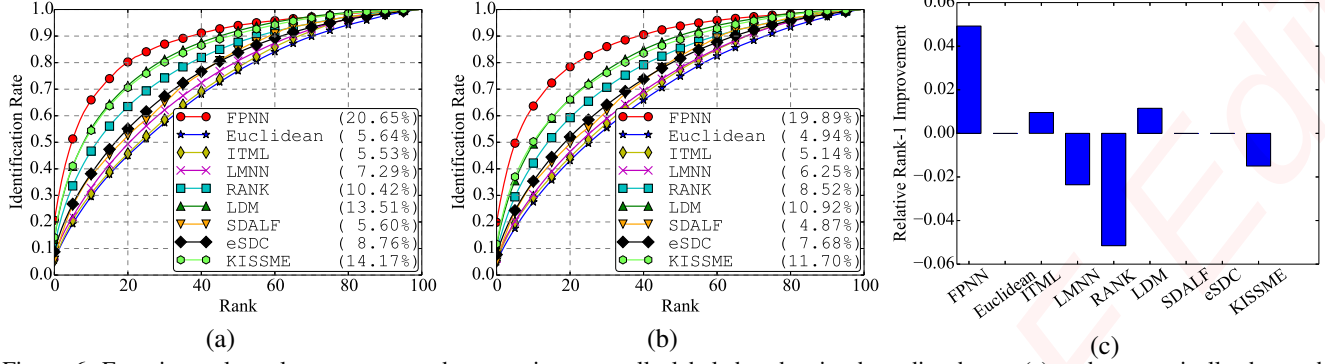 1.0
0.9
0.8
0.7
0.6
0.5
0.4
0.3
0.2
0.1
0.0
Identification Rate
FPNN (20.65%)
Euclidean ( 5.64%)
ITML ( 5.53%)
LMNN ( 7.29%)
RANK (10.42%)
LDM (13.51%)
SDALF ( 5.60%)
eSDC ( 8.76%)
KISSME (14.17%)
0 20 40 60 80 100
Rank
(a)
1.0
0.9
0.8
0.7
0.6
0.5
0.4
0.3
0.2
0.1
0.0
Identification Rate
FPNN (19.89%)
Euclidean ( 4.94%)
ITML ( 5.14%)
LMNN ( 6.25%)
RANK ( 8.52%)
LDM (10.92%)
SDALF ( 4.87%)
eSDC ( 7.68%)
KISSME (11.70%)
0 20 40 60 80 100
Rank
(b)
0.06
0.04
0.02
0.00
−0.02
−0.04
−0.06
Relative Rank-1 Improvement
FPNN
Euclidean
ITML
LMNN
RANK
LDM
SDALF
eSDC
KISSME
(c)